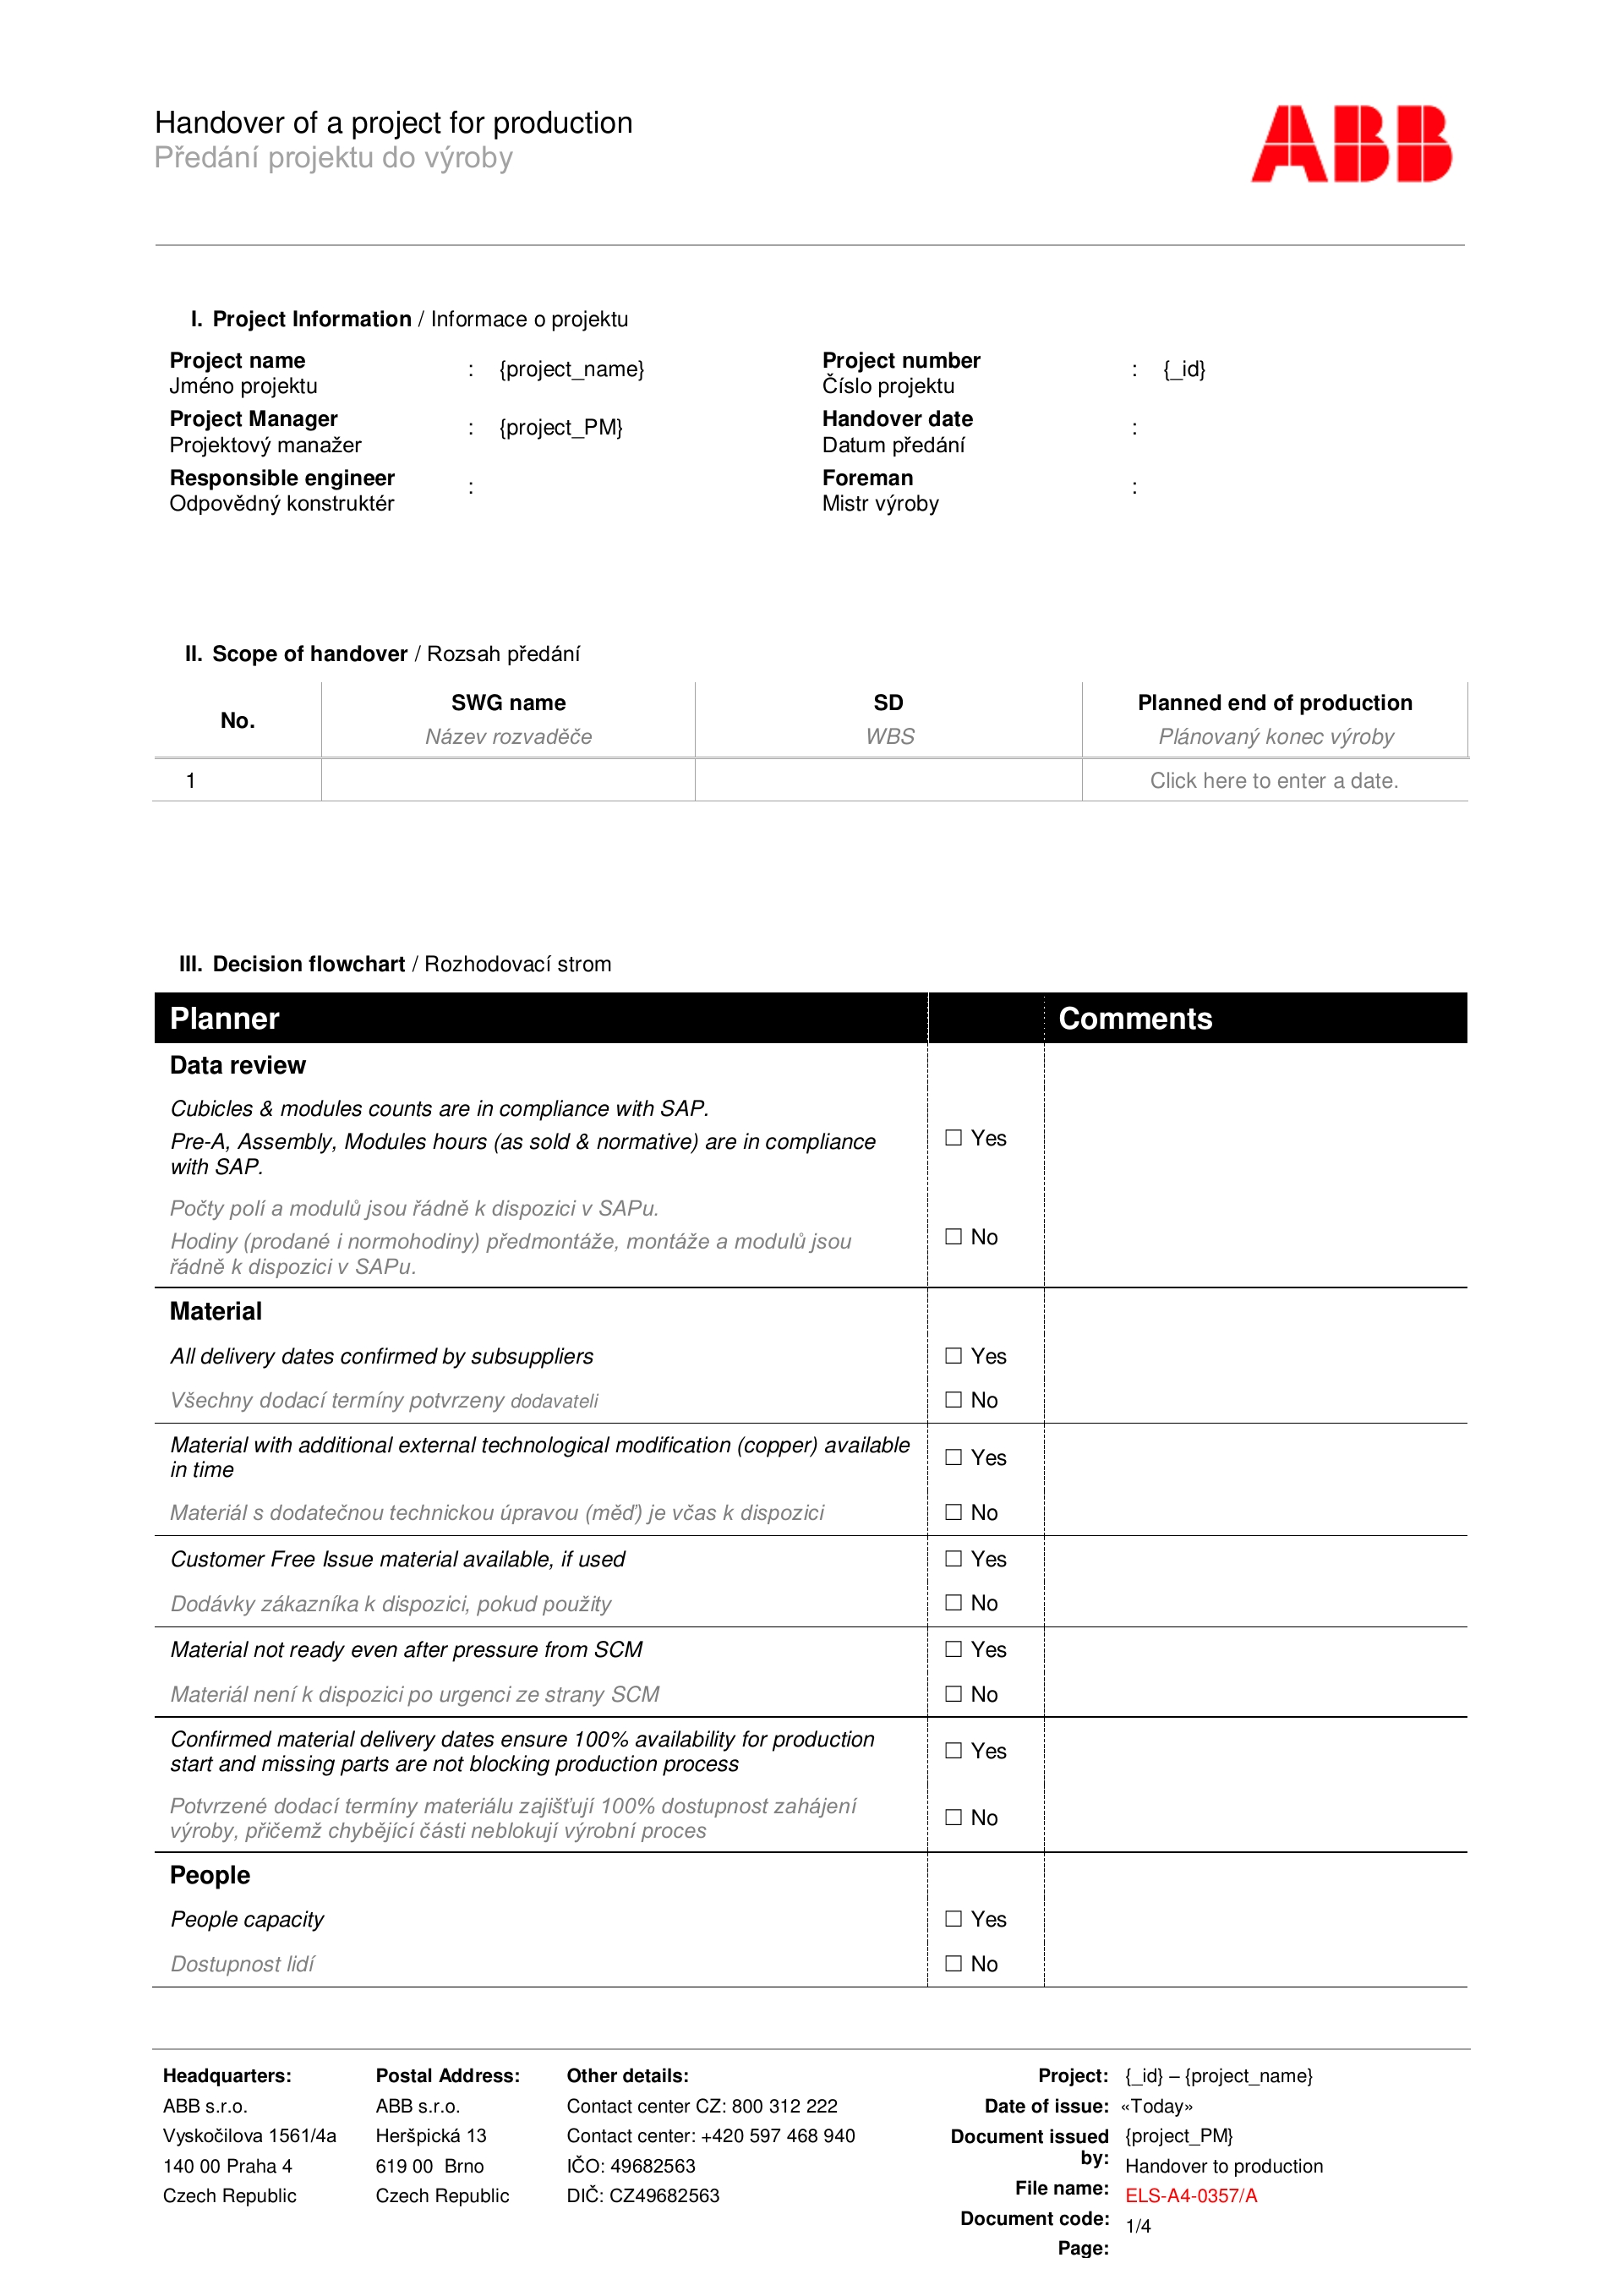 Handover of a project for production
Předání projektu do výroby
ABB
I. Project Information / Informace o projektu
Project name : {project_name} Project number : {_id}
Jméno projektu Číslo projektu
Project Manager : {project_PM} Handover date :
Projektový manažer Datum předání
Responsible engineer : Foreman :
Odpovědný konstruktér Mistr výroby
II. Scope of handover / Rozsah předání
No. SWG name SD Planned end of production
Název rozvaděče WBS Plánovaný konec výroby
1 Click here to enter a date.
III. Decision flowchart / Rozhodovací strom
Planner Comments
Data review
Cubicles & modules counts are in compliance with SAP.
Pre-A, Assembly, Modules hours (as sold & normative) are in compliance
with SAP.
☐ Yes
Počty polí a modulů jsou řádně k dispozici v SAPu.
Hodiny (prodané i normohodiny) předmontáže, montáže a modulů jsou
řádně k dispozici v SAPu.
☐ No
Material
All delivery dates confirmed by subsuppliers ☐ Yes
Všechny dodací termíny potvrzeny dodavateli ☐ No
Material with additional external technological modification (copper) available
in time
☐ Yes
Materiál s dodatečnou technickou úpravou (měď) je včas k dispozici ☐ No
Customer Free Issue material available, if used ☐ Yes
Dodávky zákazníka k dispozici, pokud použity ☐ No
Material not ready even after pressure from SCM ☐ Yes
Materiál není k dispozici po urgenci ze strany SCM ☐ No
Confirmed material delivery dates ensure 100% availability for production
start and missing parts are not blocking production process
☐ Yes
Potvrzené dodací termíny materiálu zajišťují 100% dostupnost zahájení
výroby, přičemž chybějící části neblokují výrobní proces
☐ No
People
People capacity ☐ Yes
Dostupnost lidí ☐ No
Headquarters:
ABB s.r.o.
Vyskočilova 1561/4a
140 00 Praha 4
Czech Republic
Postal Address:
ABB s.r.o.
Heršpická 13
619 00 Brno
Czech Republic
Other details:
Contact center CZ: 800 312 222
Contact center: +420 597 468 940
IČO: 49682563
DIČ: CZ49682563
Project:
Date of issue:
Document issued
by:
File name:
Document code:
Page:
{_id} – {project_name}
«Today»
{project_PM}
Handover to production
ELS-A4-0357/A
1/4